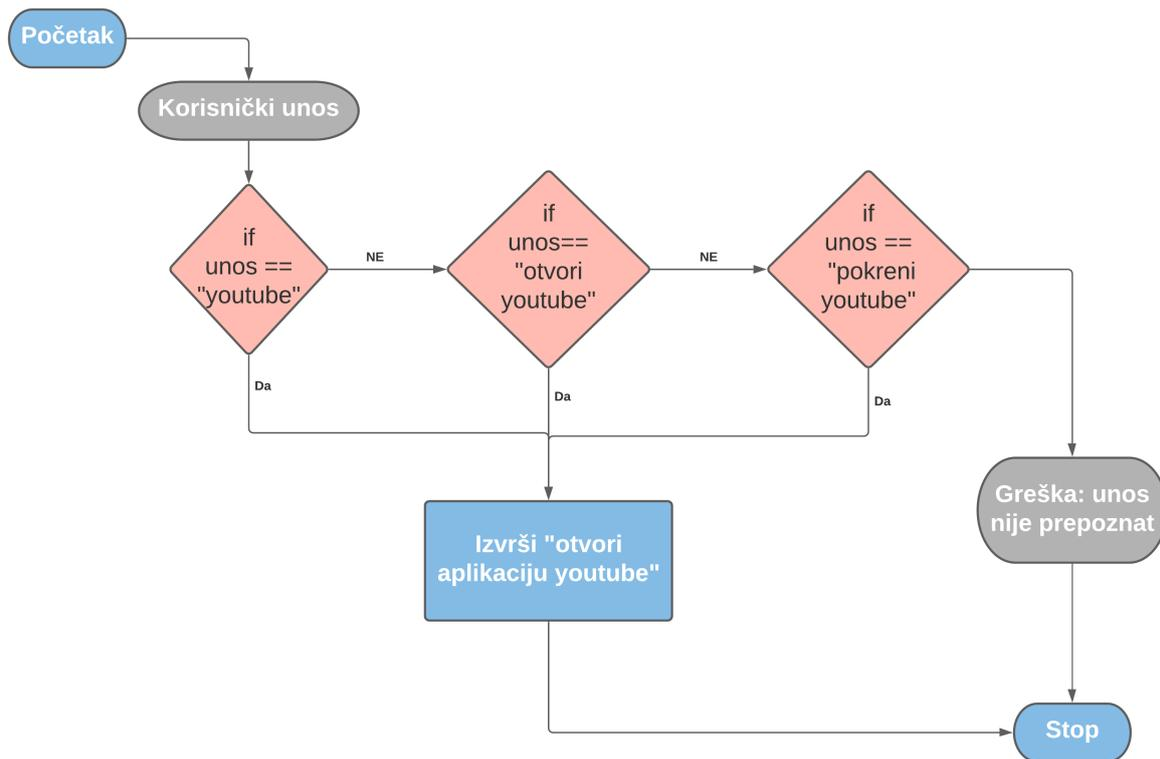 Početak
Korisnički unos
if
unos ==
"youtube"
NE
if
unos==
"otvori
youtube"
NE
if
unos ==
"pokreni
youtube"
Da
Da
Da
Greška: unos
nije prepoznat
Izvrši "otvori
aplikaciju youtube"
Stop